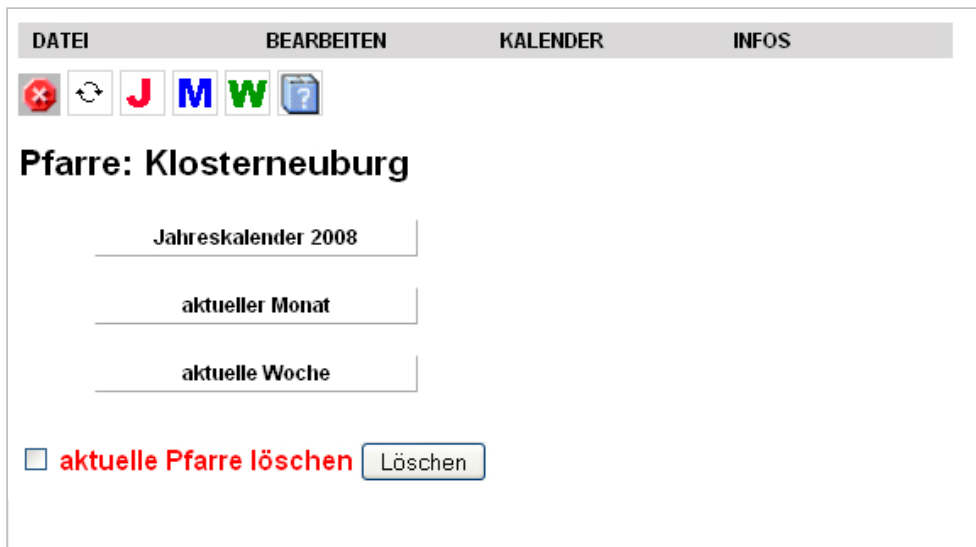 DATEI BEARBEITEN KALENDER INFOS
J M W ?
Pfarre: Klosterneuburg
Jahreskalender 2008
aktueller Monat
aktuelle Woche
aktuelle Pfarre löschen Löschen